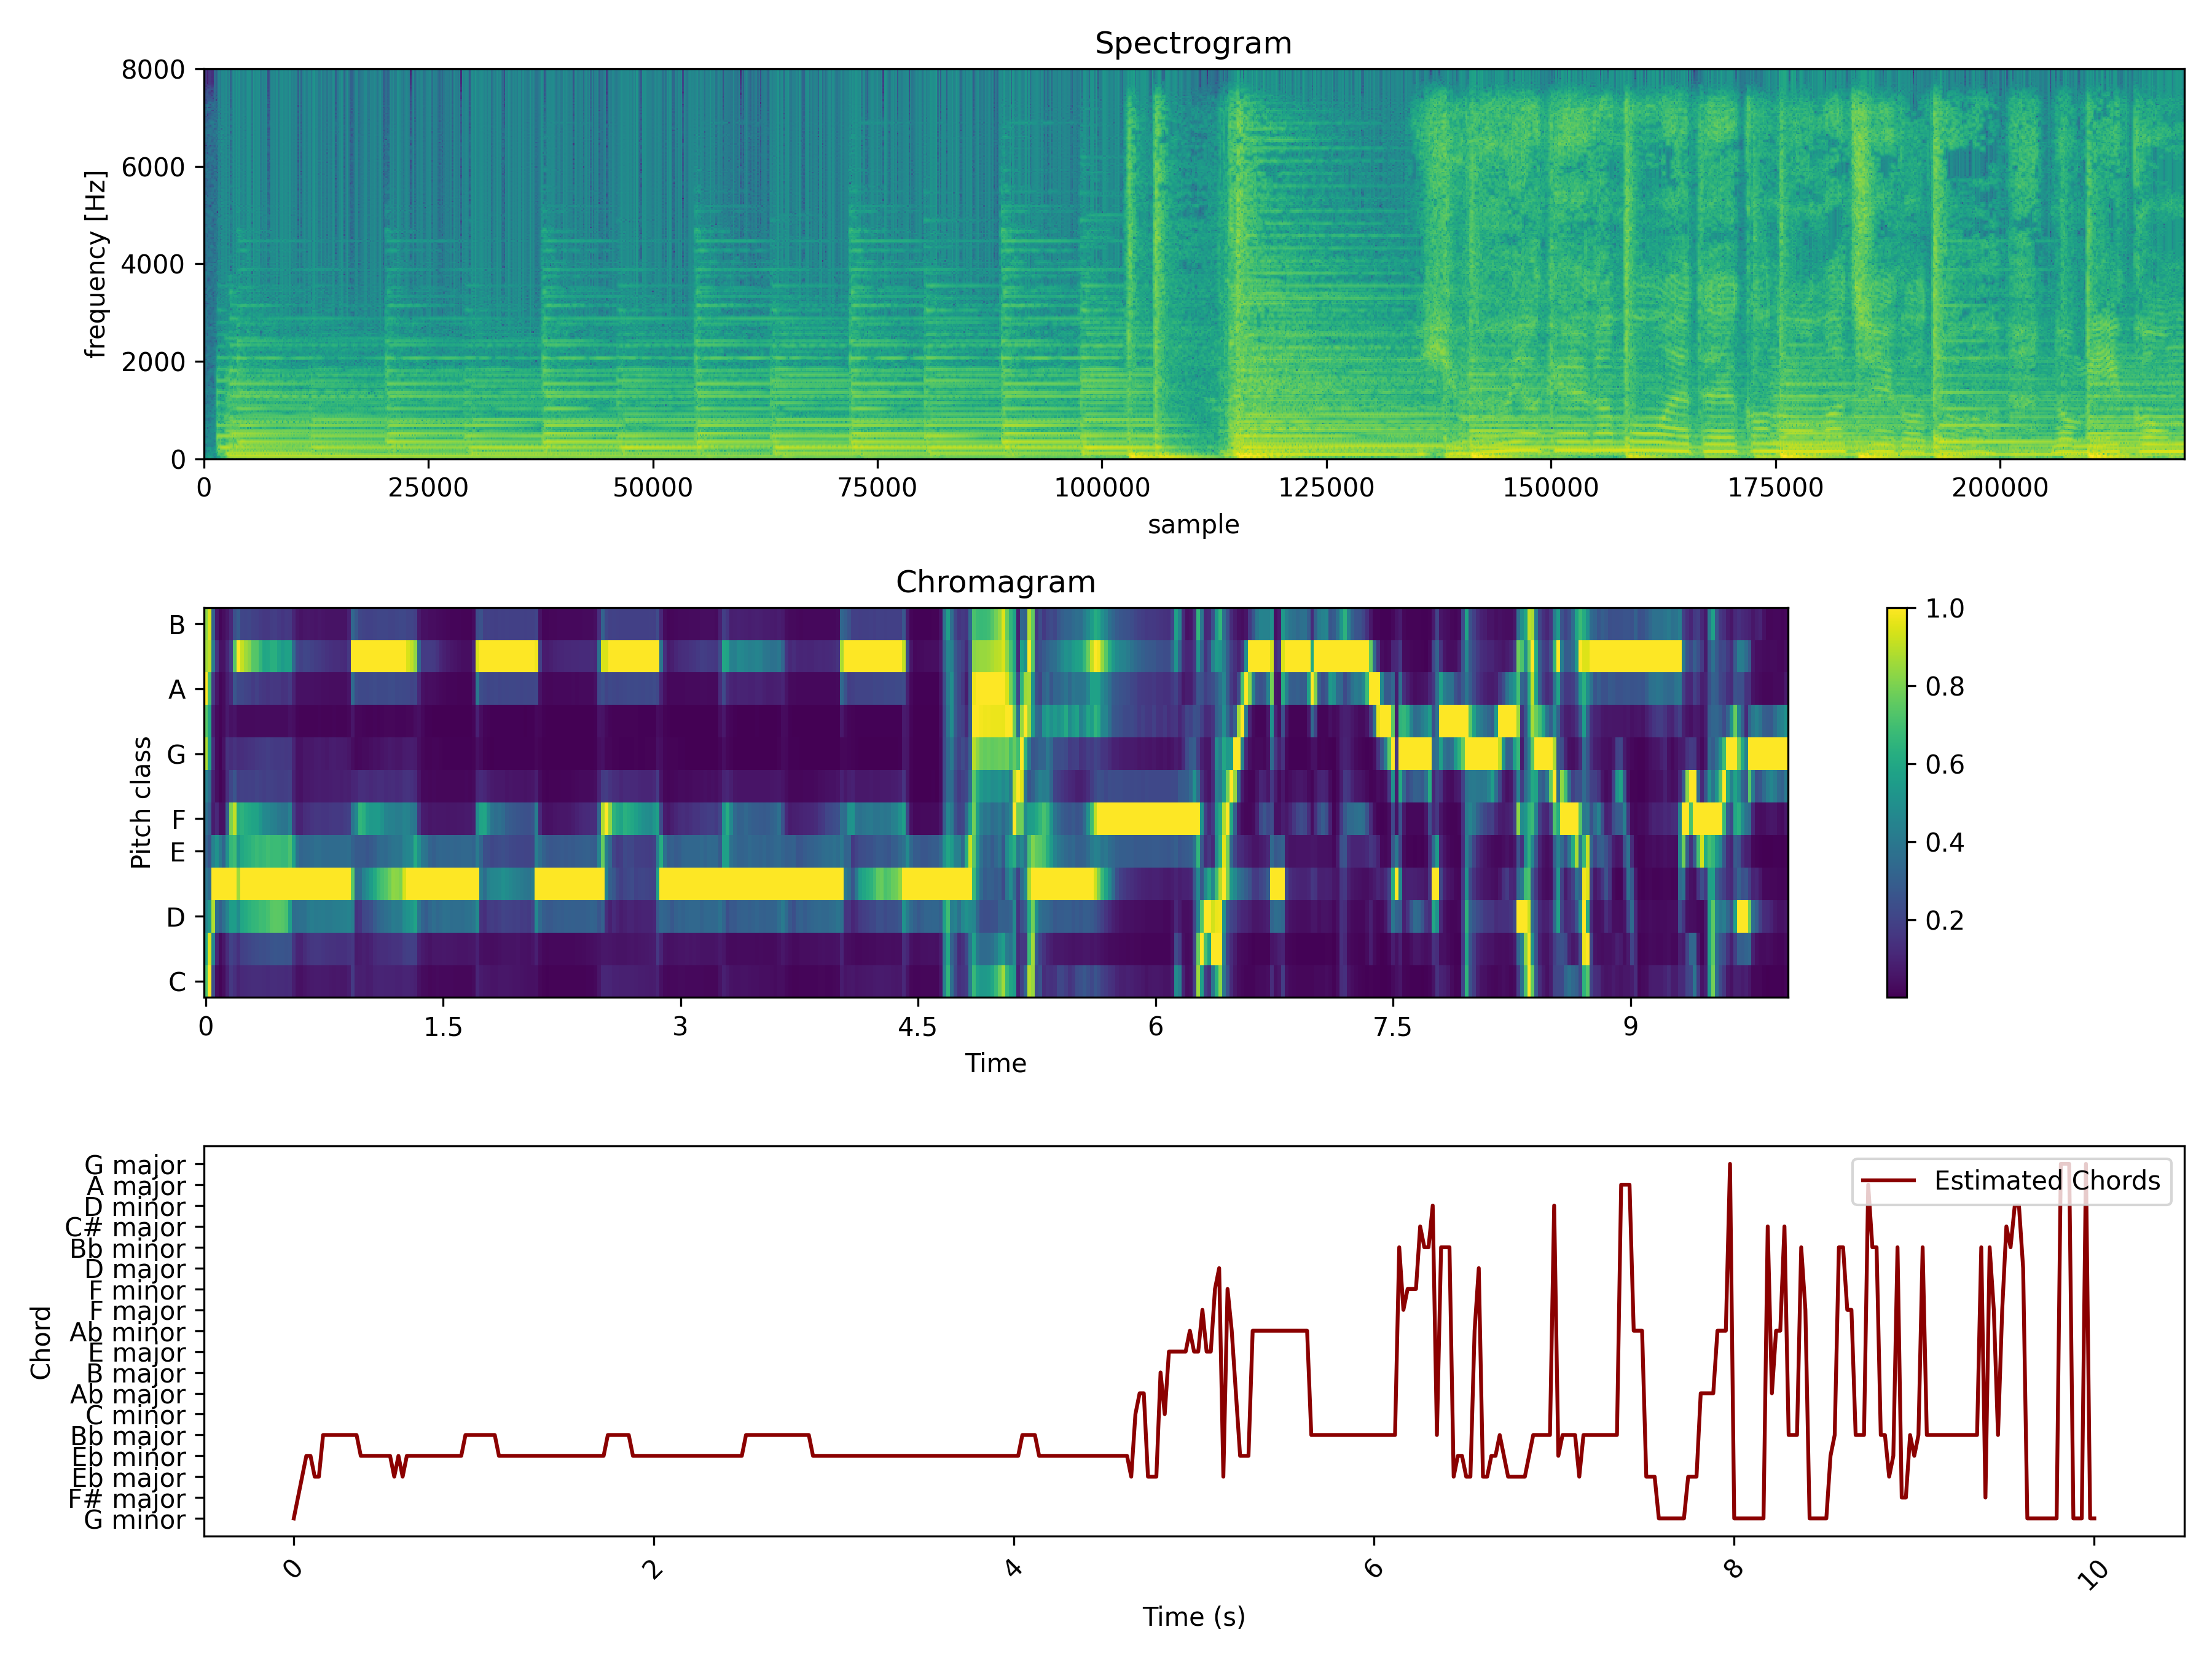 Spectrogram
8000
6000
4000
2000
0
frequency [Hz]
0 25000 50000 75000 100000 125000 150000 175000 200000
sample
Chromagram
B
A
G
F
E
D
C
Pitch class
0 1.5 3 4.5 6 7.5 9
Time
1.0
0.8
0.6
0.4
0.2
G major
A major
D minor
C# major
Bb minor
D major
F minor
F major
Ab minor
E major
B major
Ab major
C minor
Bb major
Eb minor
Eb major
F# major
G minor
Chord
Estimated Chords
0 2 4 6 8 10
Time (s)